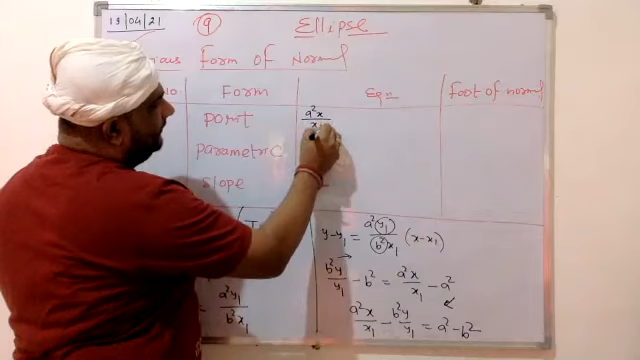 19/04/21 ⑨ Ellipse
Form of Normal
Form Eqn Foot of normal
Point a²x/x₁
parametric
slope
y-y₁ = a²y₁/b²x₁ (x-x₁)
b²y/y₁ - b² = a²x/x₁ - a²
= a²y₁/b²x₁
a²x/x₁ - b²y/y₁ = a²-b²